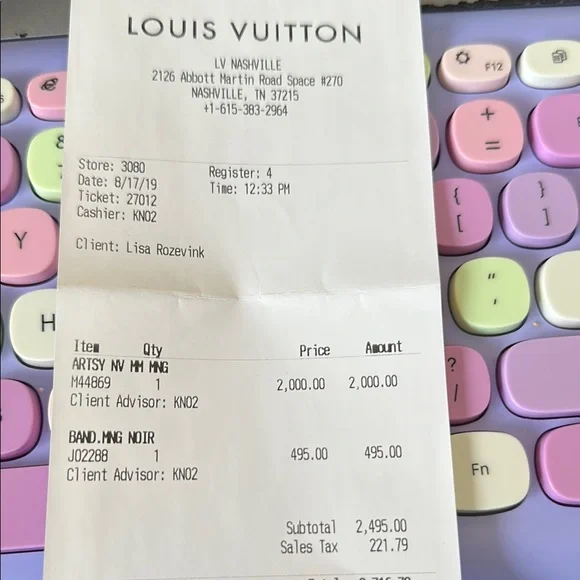 LOUIS VUITTON
LV NASHVILLE
2126 Abbott Martin Road Space #270
NASHVILLE, TN 37215
+1-615-383-2964
Store: 3080 Register: 4
Date: 8/17/19 Time: 12:33 PM
Ticket: 27012
Cashier: KN02
Client: Lisa Rozevink
Item Qty Price Amount
ARTSY NV MM MNG
M44869 1 2,000.00 2,000.00
Client Advisor: KN02
BAND.MNG NOIR
J02288 1 495.00 495.00
Client Advisor: KN02
Subtotal 2,495.00
Sales Tax 221.79
F12
+
=
{
[
}
]
"
'
?
/
Fn
8
7
Y
H